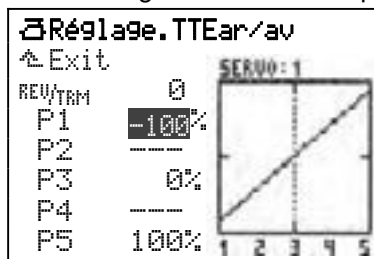 Réglage.TTEar/av
Exit
SERVO:1
REV/TRM 0
P1 -100%
P2 ---
P3 0%
P4 ---
P5 100%
1 2 3 4 5